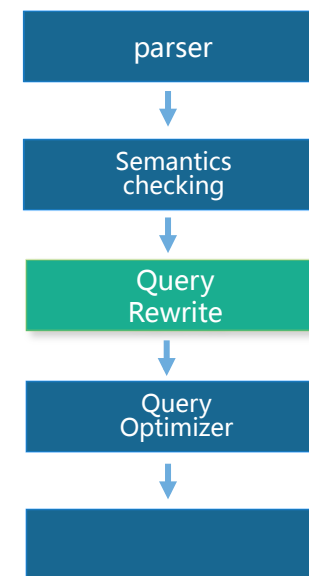 parser
Semantics
checking
Query
Rewrite
Query
Optimizer